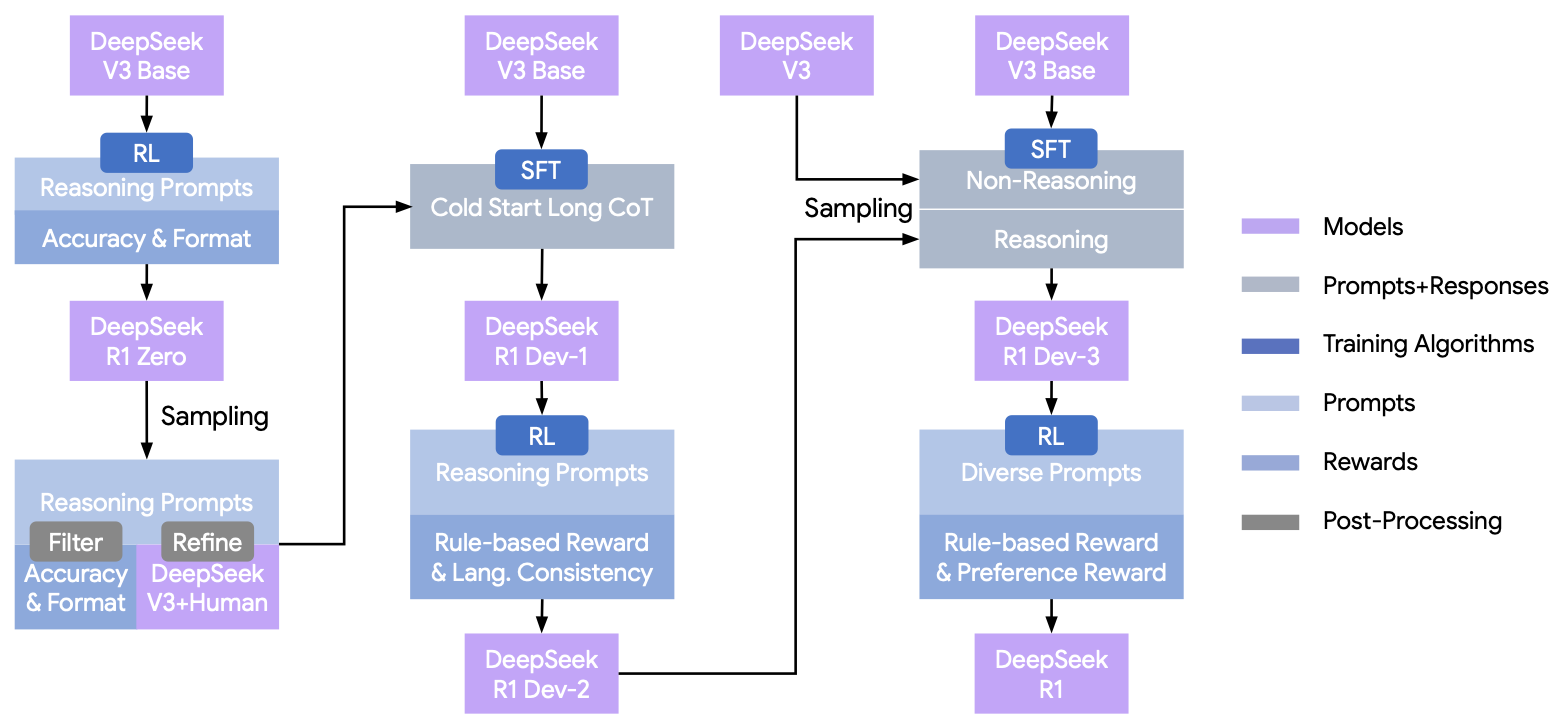 DeepSeek
V3 Base
RL
Reasoning Prompts
Accuracy & Format
DeepSeek
R1 Zero
Sampling
Reasoning Prompts
Filter
Refine
Accuracy
& Format
DeepSeek
V3+Human
DeepSeek
V3 Base
SFT
Cold Start Long CoT
DeepSeek
R1 Dev-1
RL
Reasoning Prompts
Rule-based Reward
& Lang. Consistency
DeepSeek
R1 Dev-2
DeepSeek
V3
Sampling
DeepSeek
V3 Base
SFT
Non-Reasoning
Reasoning
DeepSeek
R1 Dev-3
RL
Diverse Prompts
Rule-based Reward
& Preference Reward
DeepSeek
R1
Models
Prompts+Responses
Training Algorithms
Prompts
Rewards
Post-Processing